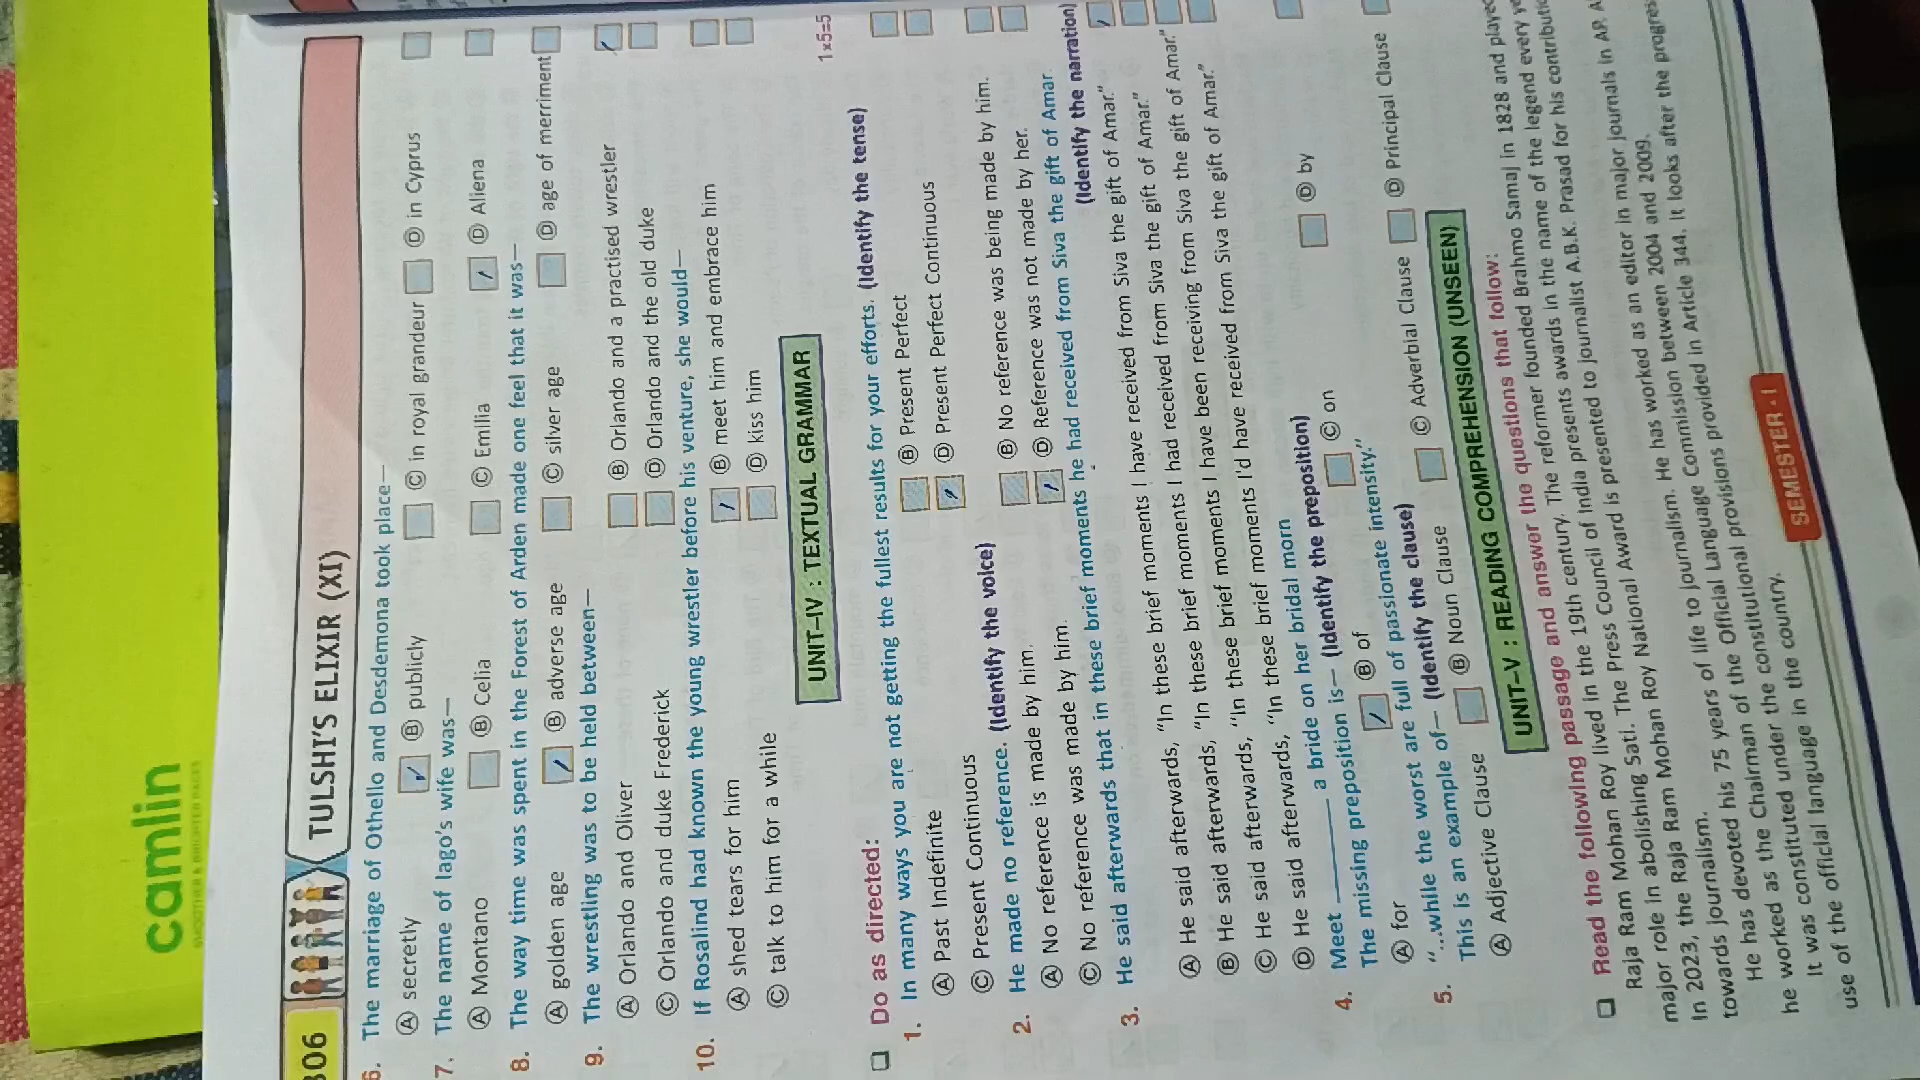 camlin
306 TULSHI'S ELIXIR (XI)
6. The marriage of Othello and Desdemona took place—
Ⓐ secretly Ⓑ publicly Ⓒ in royal grandeur Ⓓ in Cyprus
7. The name of Iago's wife was—
Ⓐ Montano Ⓑ Celia Ⓒ Emilia Ⓓ Aliena
8. The way time was spent in the Forest of Arden made one feel that it was—
Ⓐ golden age Ⓑ adverse age Ⓒ silver age Ⓓ age of merriment
9. The wrestling was to be held between—
Ⓐ Orlando and Oliver Ⓑ Orlando and a practised wrestler
Ⓒ Orlando and duke Frederick Ⓓ Orlando and the old duke
10. If Rosalind had known the young wrestler before his venture, she would—
Ⓐ shed tears for him Ⓑ meet him and embrace him
Ⓒ talk to him for a while Ⓓ kiss him
UNIT–IV : TEXTUAL GRAMMAR
1×5=5
Do as directed:
1. In many ways you are not getting the fullest results for your efforts. (Identify the tense)
Ⓐ Past Indefinite Ⓑ Present Perfect
Ⓒ Present Continuous Ⓓ Present Perfect Continuous
2. He made no reference. (Identify the voice)
Ⓐ No reference is made by him. Ⓑ No reference was being made by him.
Ⓒ No reference was made by him. Ⓓ Reference was not made by her.
3. He said afterwards that in these brief moments he had received from Siva the gift of Amar.
(Identify the narration)
Ⓐ He said afterwards, “In these brief moments I have received from Siva the gift of Amar.”
Ⓑ He said afterwards, “In these brief moments I had received from Siva the gift of Amar.”
Ⓒ He said afterwards, “In these brief moments I have been receiving from Siva the gift of Amar.”
Ⓓ He said afterwards, “In these brief moments I'd have received from Siva the gift of Amar.”
4. Meet ______ a bride on her bridal morn
The missing preposition is— (Identify the preposition)
Ⓐ for Ⓑ of Ⓒ on Ⓓ by
5. “...while the worst are full of passionate intensity.”
This is an example of— (Identify the clause)
Ⓐ Adjective Clause Ⓑ Noun Clause Ⓒ Adverbial Clause Ⓓ Principal Clause
UNIT–V : READING COMPREHENSION (UNSEEN)
Read the following passage and answer the questions that follow:
Raja Ram Mohan Roy lived in the 19th century. The reformer founded Brahmo Samaj in 1828 and played
major role in abolishing Sati. The Press Council of India presents awards in the name of the legend every
In 2023, the Raja Ram Mohan Roy National Award is presented to journalist A.B.K. Prasad for his
towards journalism.
He has devoted his 75 years of life to journalism. He has worked as an editor in major journals in A.P.
he worked as the Chairman of the Official Language Commission between 2004 and 2009.
It was constituted under the constitutional provisions provided in Article 344. It looks after the
use of the official language in the country.
SEMESTER - I